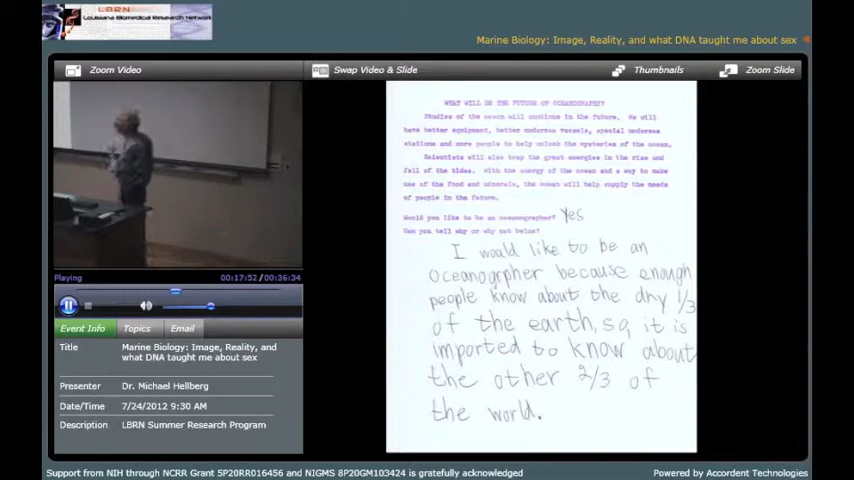 LBRN
Louisiana Biomedical Research Network
Marine Biology: Image, Reality, and what DNA taught me about sex
Zoom Video
Swap Video & Slide
Thumbnails
Zoom Slide
WHAT WILL BE THE FUTURE OF OCEANOGRAPHY?
Studies of the ocean will continue in the future. We will
have better equipment, better undersea vessels, special undersea
stations and more people to help unlock the mysteries of the ocean.
Scientists will also trap the great energies in the rise and
fall of the tides. With the energy of the ocean and a way to make
use of the food and minerals, the ocean will help supply the needs
of people in the future.
Would you like to be an oceanographer? Yes
Can you tell why or why not below?
I would like to be an
oceanogrpher because enough
people know about the dry 1/3
of the earth, so, it is
imported to know about
the other 2/3 of
the world.
Playing
00:17:52 /00:36:34
Event Info
Topics
Email
Title
Marine Biology: Image, Reality, and
what DNA taught me about sex
Presenter
Dr. Michael Hellberg
Date/Time
7/24/2012 9:30 AM
Description
LBRN Summer Research Program
Support from NIH through NCRR Grant 5P20RR016456 and NIGMS 8P20GM103424 is gratefully acknowledged
Powered by Accordent Technologies